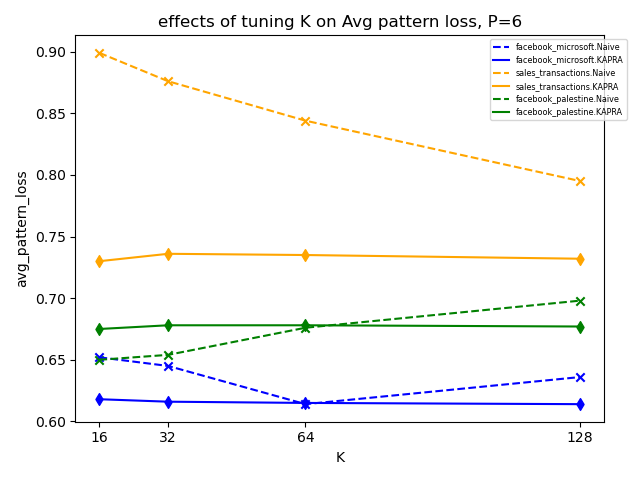 effects of tuning K on Avg pattern loss, P=6
facebook_microsoft.Naive
facebook_microsoft.KAPRA
sales_transactions.Naive
sales_transactions.KAPRA
facebook_palestine.Naive
facebook_palestine.KAPRA
avg_pattern_loss
0.90
0.85
0.80
0.75
0.70
0.65
0.60
16 32 64 128
K